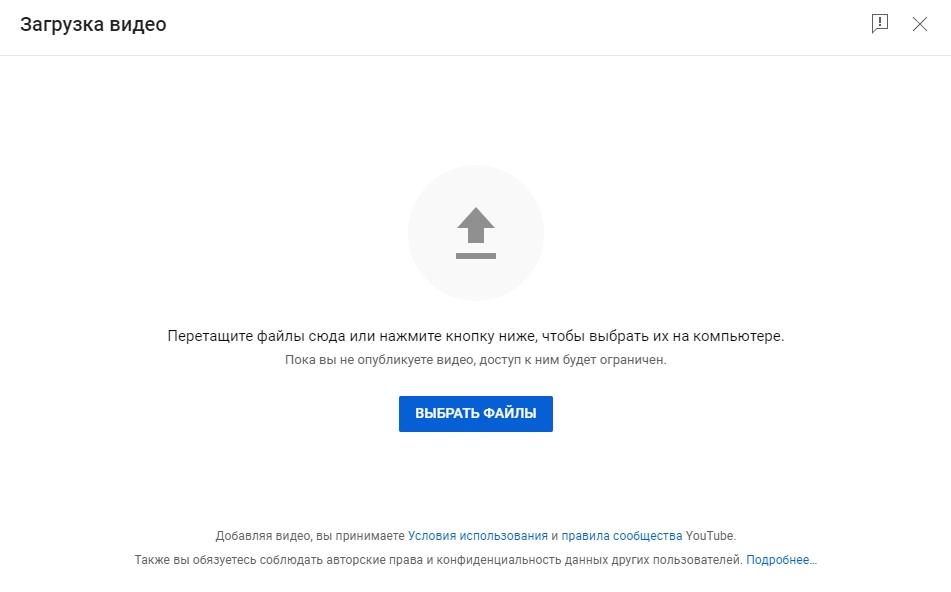 Загрузка видео
Перетащите файлы сюда или нажмите кнопку ниже, чтобы выбрать их на компьютере.
Пока вы не опубликуете видео, доступ к ним будет ограничен.
ВЫБРАТЬ ФАЙЛЫ
Добавляя видео, вы принимаете Условия использования и правила сообщества YouTube.
Также вы обязуетесь соблюдать авторские права и конфиденциальность данных других пользователей. Подробнее…